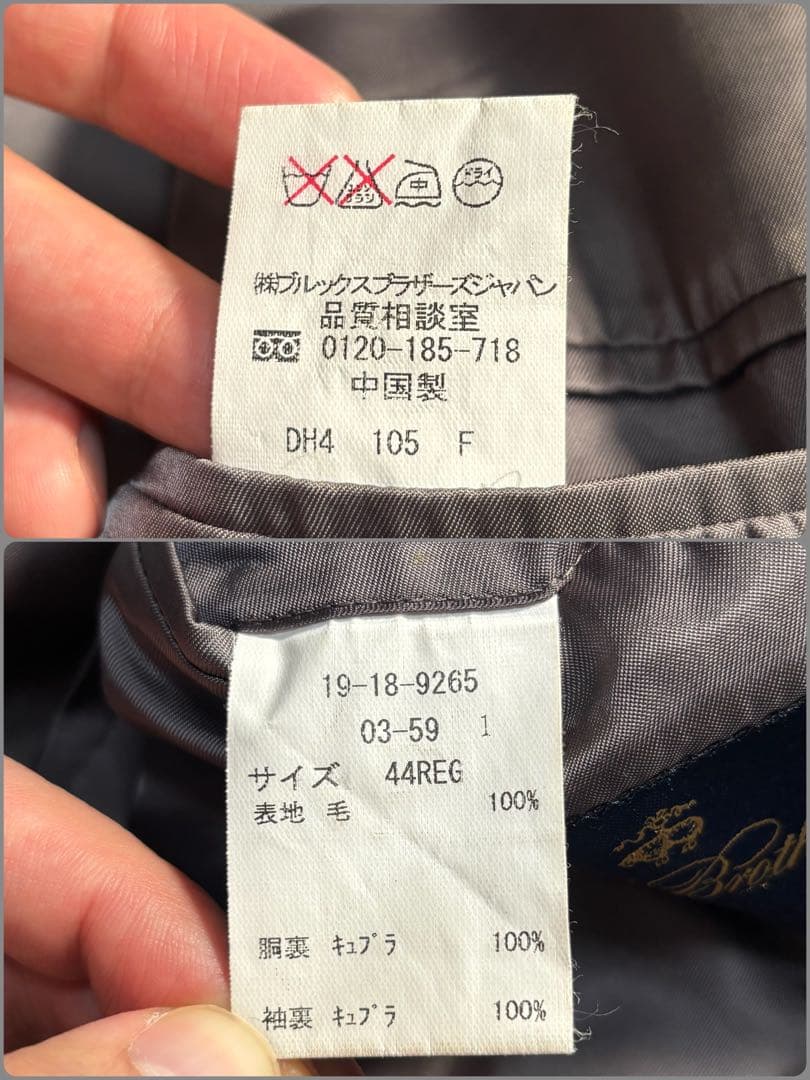 中
ドライ
㈱ブルックスブラザーズジャパン
品質相談室
0120-185-718
中国製
DH4 105 F
19-18-9265
03-59 1
サイズ 44REG
表地 毛 100%
胴裏 キュプラ 100%
袖裏 キュプラ 100%
Broth